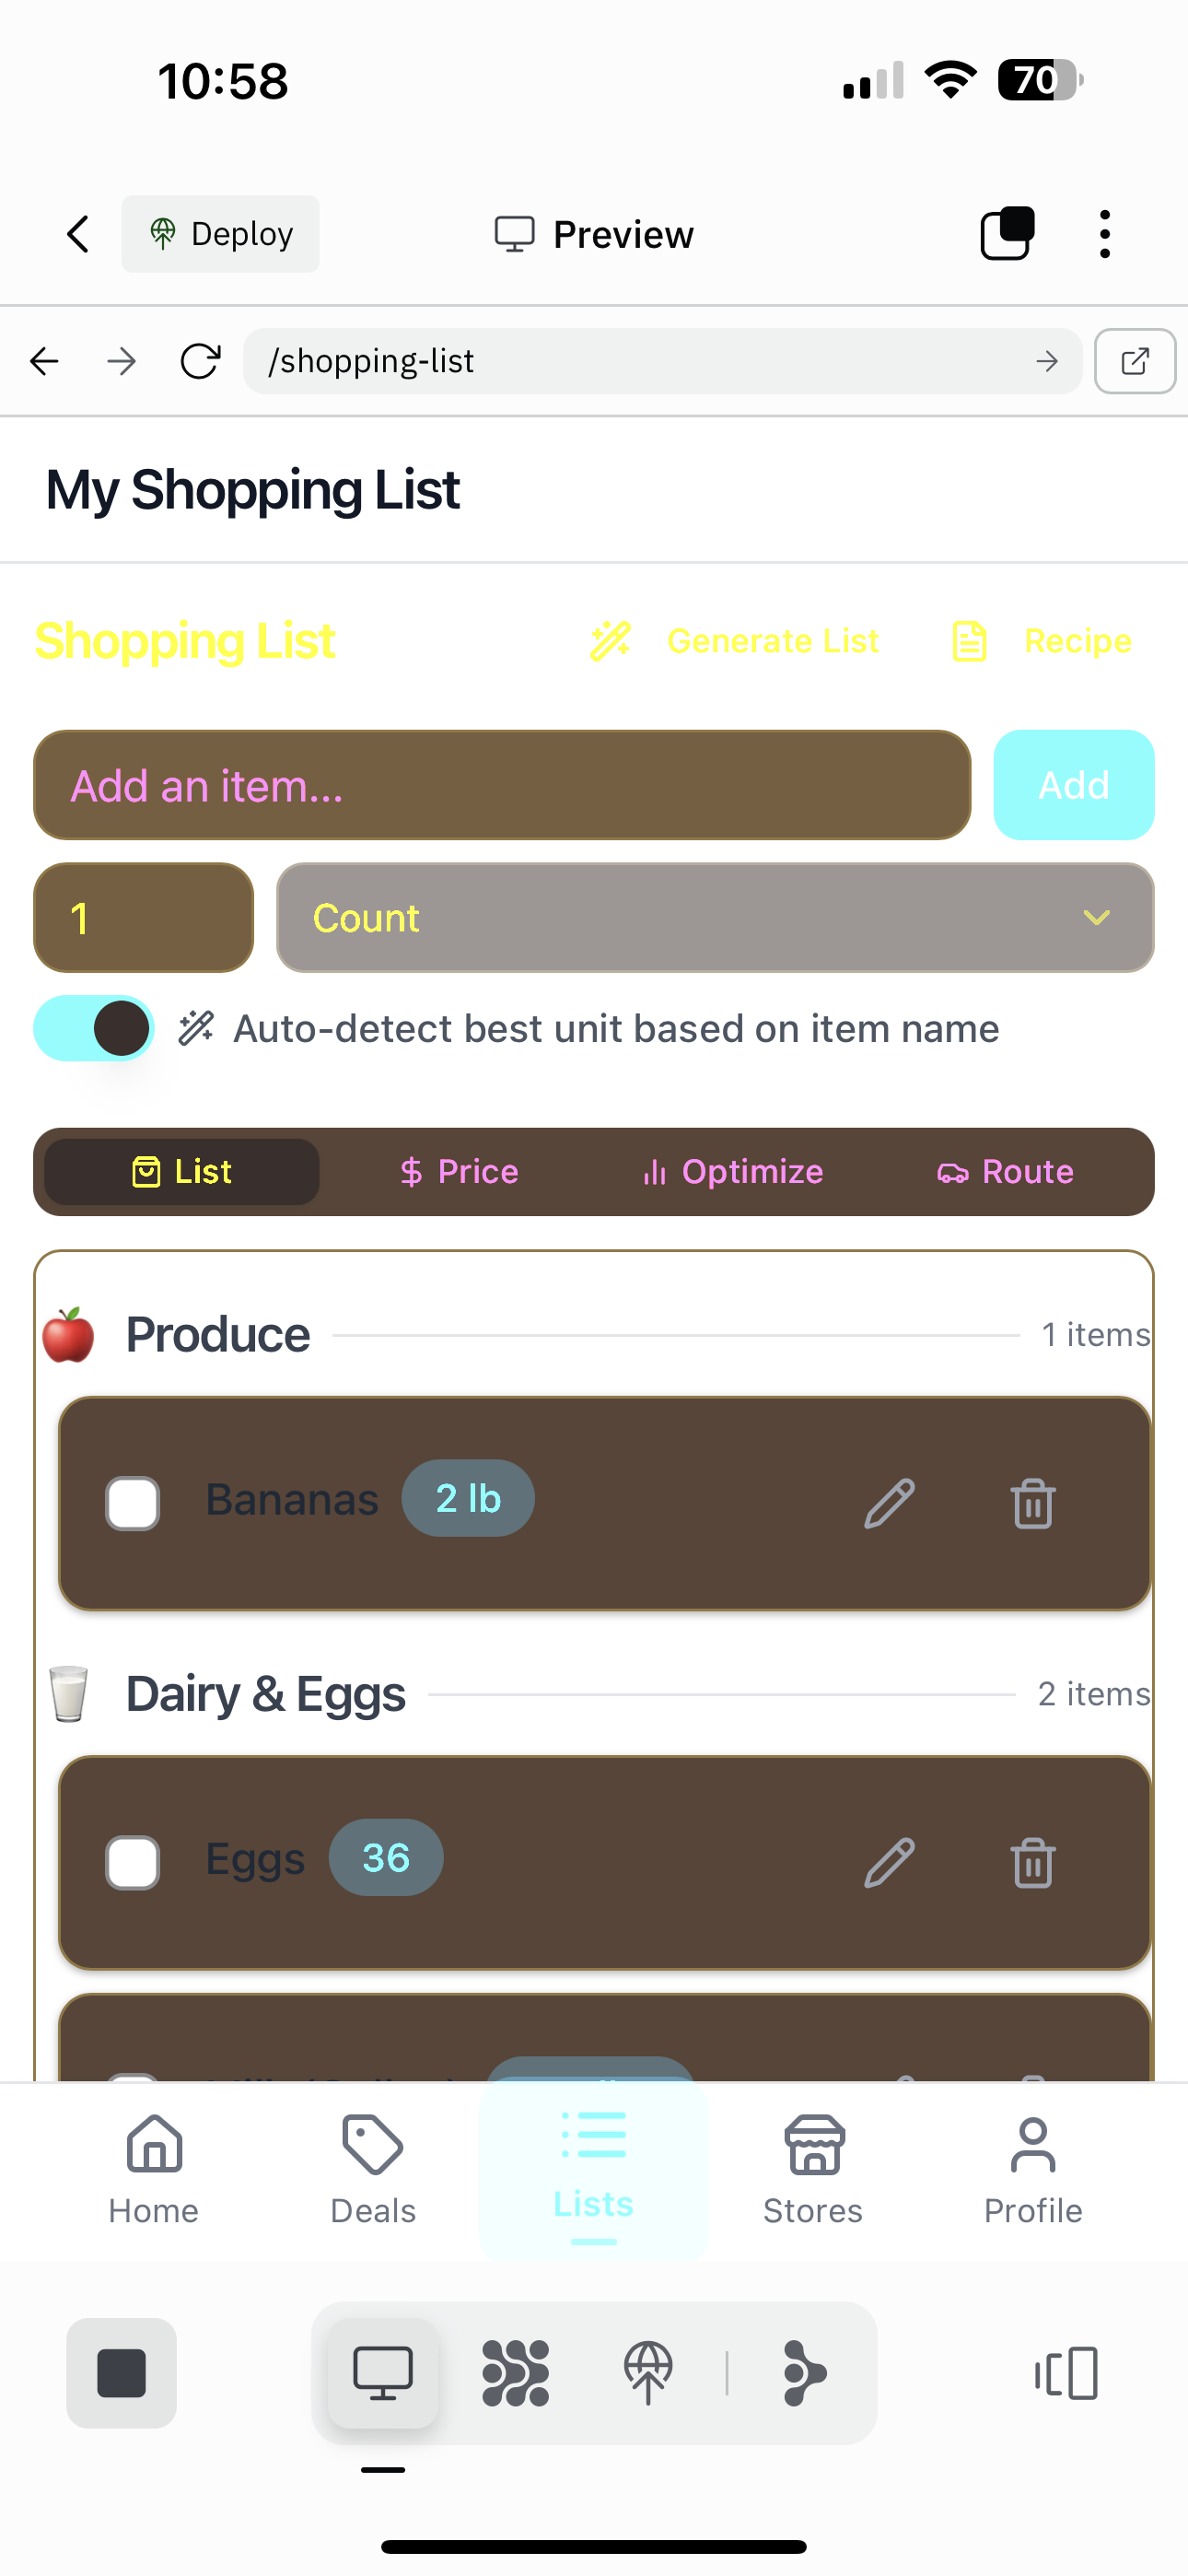 10:58
70
Deploy
Preview
/shopping-list
My Shopping List
Shopping List
Generate List
Recipe
Add an item...
Add
1
Count
Auto-detect best unit based on item name
List
Price
Optimize
Route
Produce
1 items
Bananas
2 lb
Dairy & Eggs
2 items
Eggs
36
Home
Deals
Lists
Stores
Profile